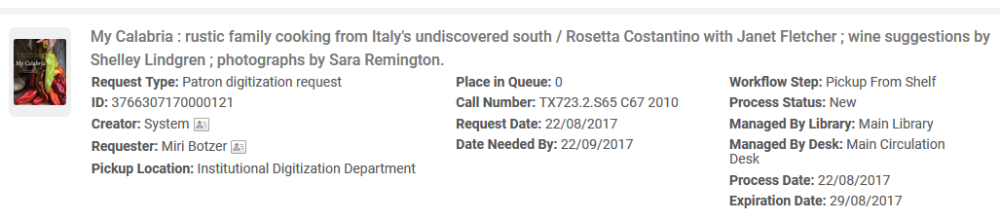 My Calabria
My Calabria : rustic family cooking from Italy's undiscovered south / Rosetta Costantino with Janet Fletcher ; wine suggestions by
Shelley Lindgren ; photographs by Sara Remington.
Request Type: Patron digitization request
ID: 3766307170000121
Creator: System
Requester: Miri Botzer
Pickup Location: Institutional Digitization Department
Place in Queue: 0
Call Number: TX723.2.S65 C67 2010
Request Date: 22/08/2017
Date Needed By: 22/09/2017
Workflow Step: Pickup From Shelf
Process Status: New
Managed By Library: Main Library
Managed By Desk: Main Circulation
Desk
Process Date: 22/08/2017
Expiration Date: 29/08/2017